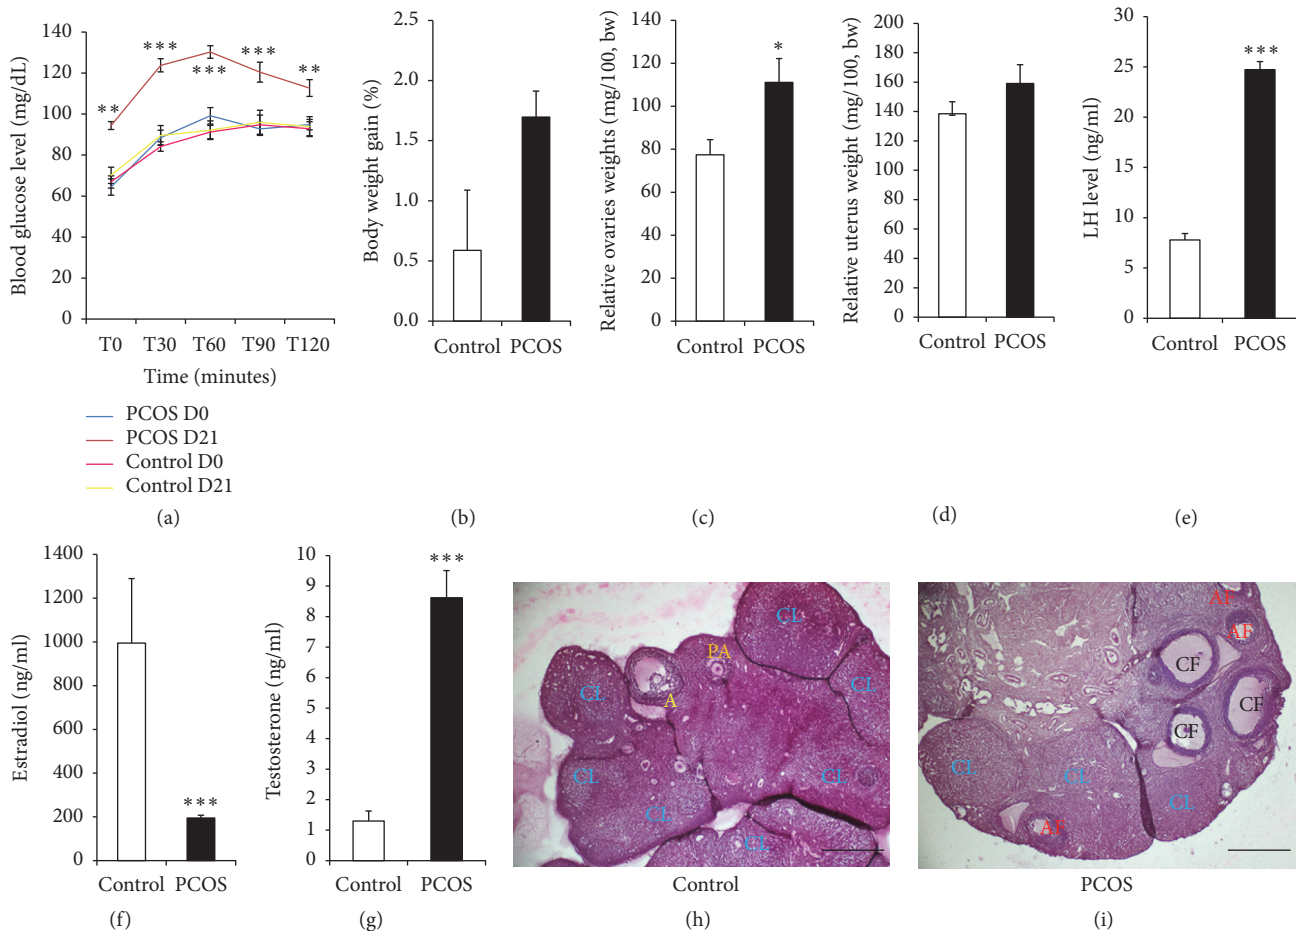 140
120
100
80
60
40
20
0
Blood glucose level (mg/dL)
**
***
***
***
**
T0 T30 T60 T90 T120
Time (minutes)
PCOS D0
PCOS D21
Control D0
Control D21
(a)
2.5
2.0
1.5
1.0
0.5
0.0
Body weight gain (%)
Control PCOS
(b)
140
120
100
80
60
40
20
0
Relative ovaries weights (mg/100, bw)
*
Control PCOS
(c)
200
180
160
140
120
100
80
60
40
20
0
Relative uterus weight (mg/100, bw)
Control PCOS
(d)
30
25
20
15
10
5
0
LH level (ng/ml)
***
Control PCOS
(e)
1400
1200
1000
800
600
400
200
0
Estradiol (ng/ml)
***
Control PCOS
(f)
10
9
8
7
6
5
4
3
2
1
0
Testosterone (ng/ml)
***
Control PCOS
(g)
CL
PA
CL
CL
A
CL
CL
CL
CL
Control
(h)
AF
AF
CF
CF
CF
CL
CL
CL
AF
PCOS
(i)